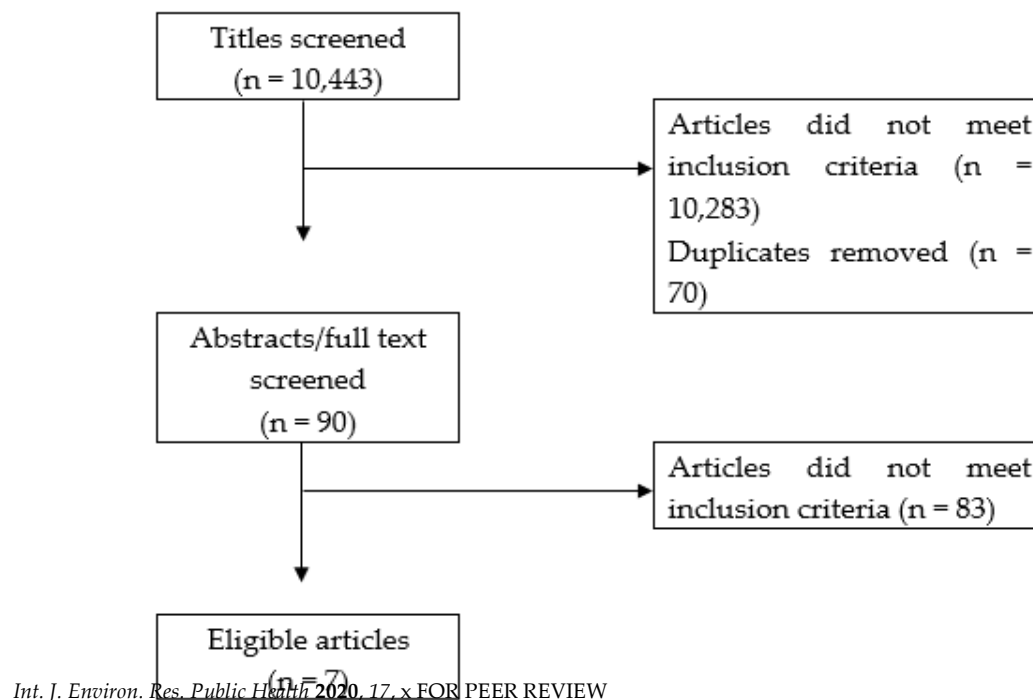 Titles screened
(n = 10,443)
Articles did not meet
inclusion criteria (n =
10,283)
Duplicates removed (n =
70)
Abstracts/full text
screened
(n = 90)
Articles did not meet
inclusion criteria (n = 83)
Eligible articles
(n = 7)
Int. J. Environ. Res. Public Health 2020, 17, x FOR PEER REVIEW